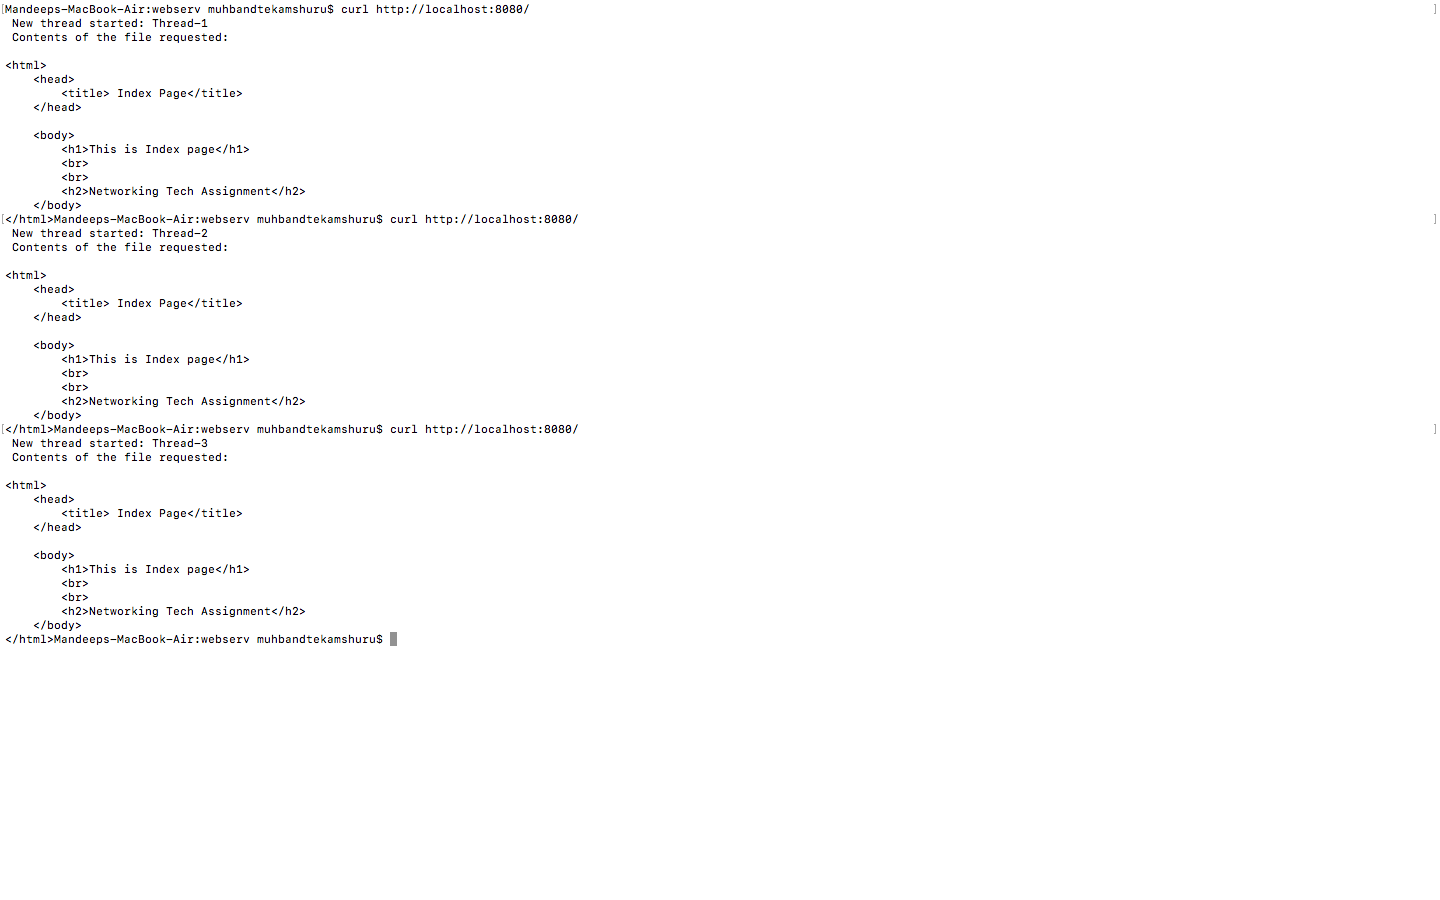 [Mandeeps-MacBook-Air:webserv muhbandtekamshuru$ curl http://localhost:8080/ ]
 New thread started: Thread-1
 Contents of the file requested:

<html>
    <head>
        <title> Index Page</title>
    </head>

    <body>
        <h1>This is Index page</h1>
        <br>
        <br>
        <h2>Networking Tech Assignment</h2>
    </body>
[</html>Mandeeps-MacBook-Air:webserv muhbandtekamshuru$ curl http://localhost:8080/ ]
 New thread started: Thread-2
 Contents of the file requested:

<html>
    <head>
        <title> Index Page</title>
    </head>

    <body>
        <h1>This is Index page</h1>
        <br>
        <br>
        <h2>Networking Tech Assignment</h2>
    </body>
[</html>Mandeeps-MacBook-Air:webserv muhbandtekamshuru$ curl http://localhost:8080/ ]
 New thread started: Thread-3
 Contents of the file requested:

<html>
    <head>
        <title> Index Page</title>
    </head>

    <body>
        <h1>This is Index page</h1>
        <br>
        <br>
        <h2>Networking Tech Assignment</h2>
    </body>
</html>Mandeeps-MacBook-Air:webserv muhbandtekamshuru$